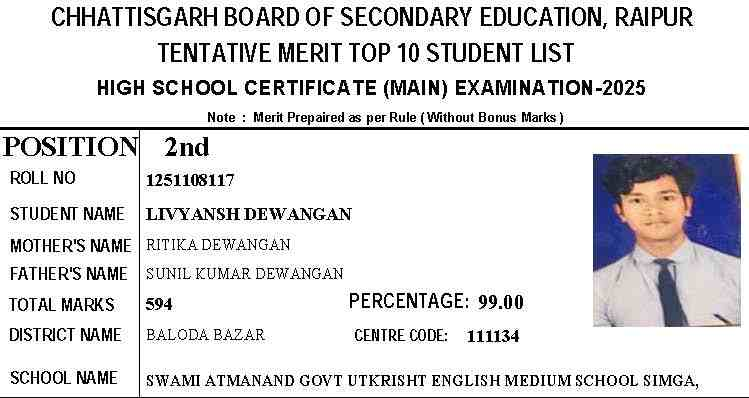 CHHATTISGARH BOARD OF SECONDARY EDUCATION, RAIPUR
TENTATIVE MERIT TOP 10 STUDENT LIST
HIGH SCHOOL CERTIFICATE (MAIN) EXAMINATION-2025
Note : Merit Prepaired as per Rule ( Without Bonus Marks )
POSITION 2nd
ROLL NO 1251108117
STUDENT NAME LIVYANSH DEWANGAN
MOTHER'S NAME RITIKA DEWANGAN
FATHER'S NAME SUNIL KUMAR DEWANGAN
TOTAL MARKS 594 PERCENTAGE: 99.00
DISTRICT NAME BALODA BAZAR CENTRE CODE: 111134
SCHOOL NAME SWAMI ATMANAND GOVT UTKRISHT ENGLISH MEDIUM SCHOOL SIMGA,